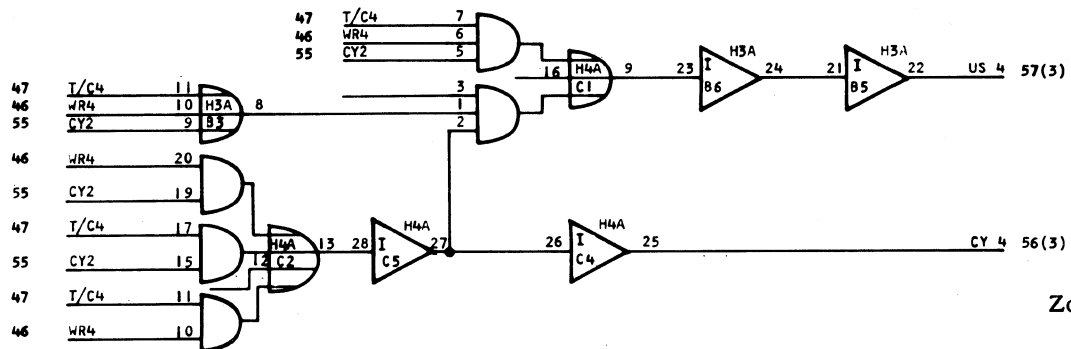 47 T/C4 7
46 WR4 6
55 CY2 5
16 H4A 9
C1
23 I H3A 24
B6
21 I H3A 22 US 4 57(3)
B5
3
1
2
47 T/C4 11
46 WR4 10 H3A 8
55 CY2 9 B3
46 WR4 20
55 CY2 19
47 T/C4 17
55 CY2 15
12 H4A 13
C2
28 I H4A 27
C5
26 I H4A 25 CY 4 56(3)
C4
47 T/C4 11
46 WR4 10
Zo